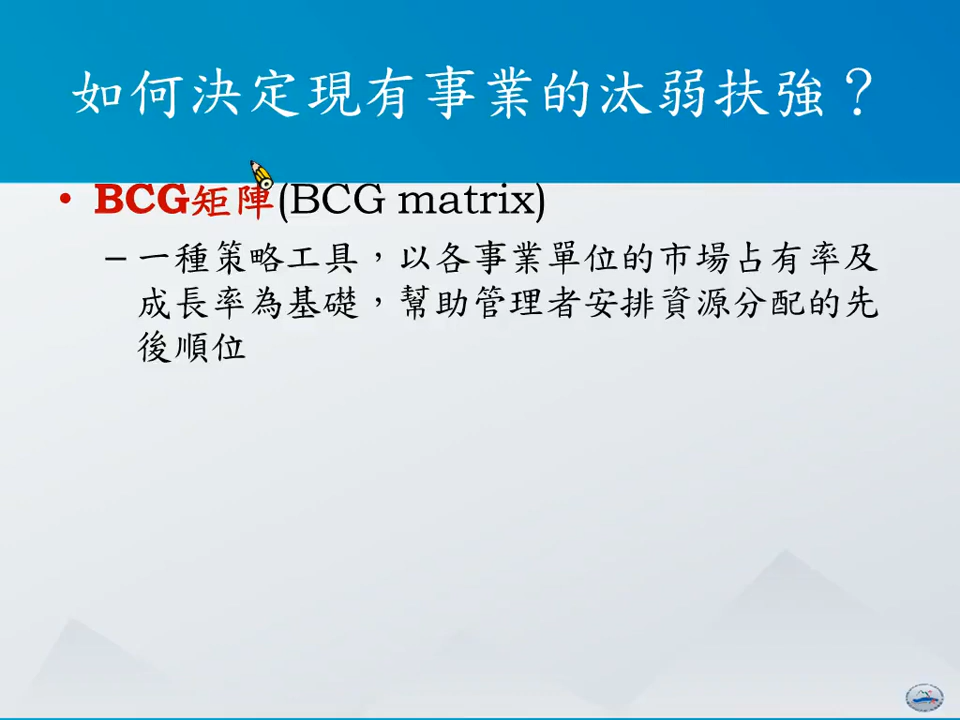 如何決定現有事業的汰弱扶強？
• BCG矩陣(BCG matrix)
– 一種策略工具，以各事業單位的市場占有率及
成長率為基礎，幫助管理者安排資源分配的先
後順位